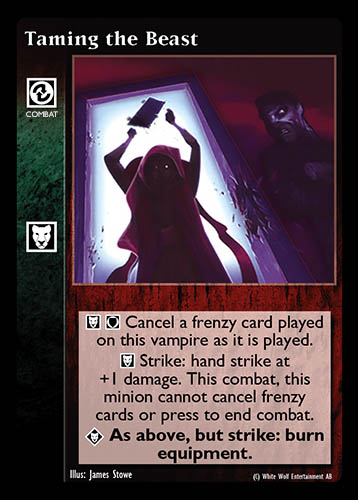 Taming the Beast
COMBAT
Cancel a frenzy card played
on this vampire as it is played.
Strike: hand strike at
+1 damage. This combat, this
minion cannot cancel frenzy
cards or press to end combat.
As above, but strike: burn
equipment.
Illus: James Stowe
(C) White Wolf Entertainment AB